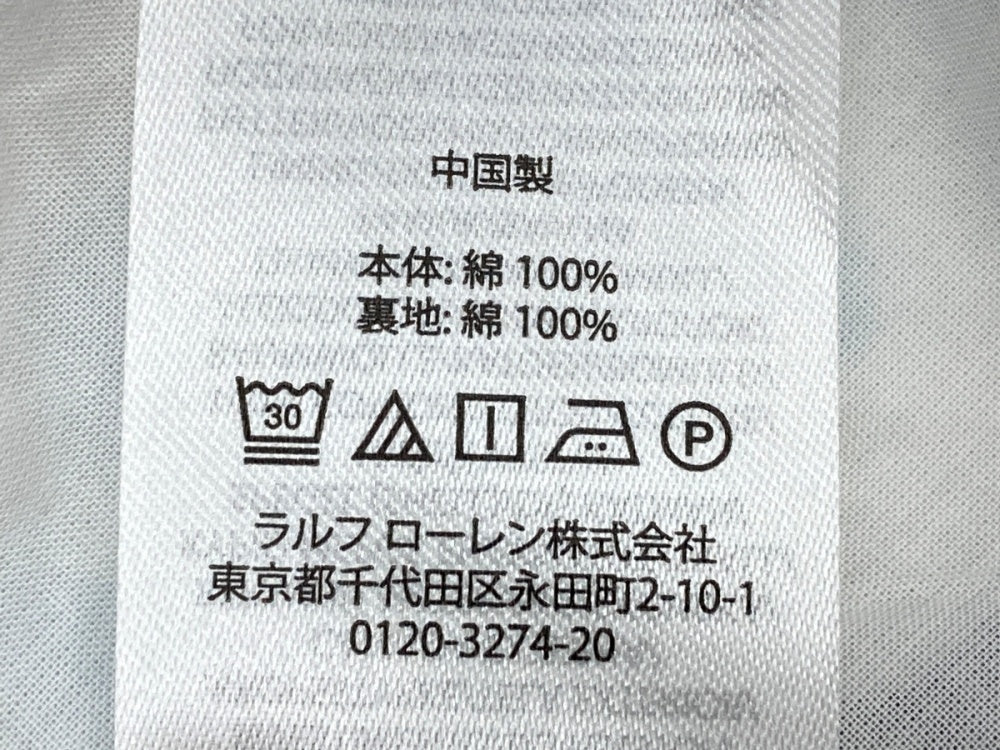 中国製
本体: 綿 100%
裏地: 綿 100%
30
P
ラルフ ローレン株式会社
東京都千代田区永田町2-10-1
0120-3274-20